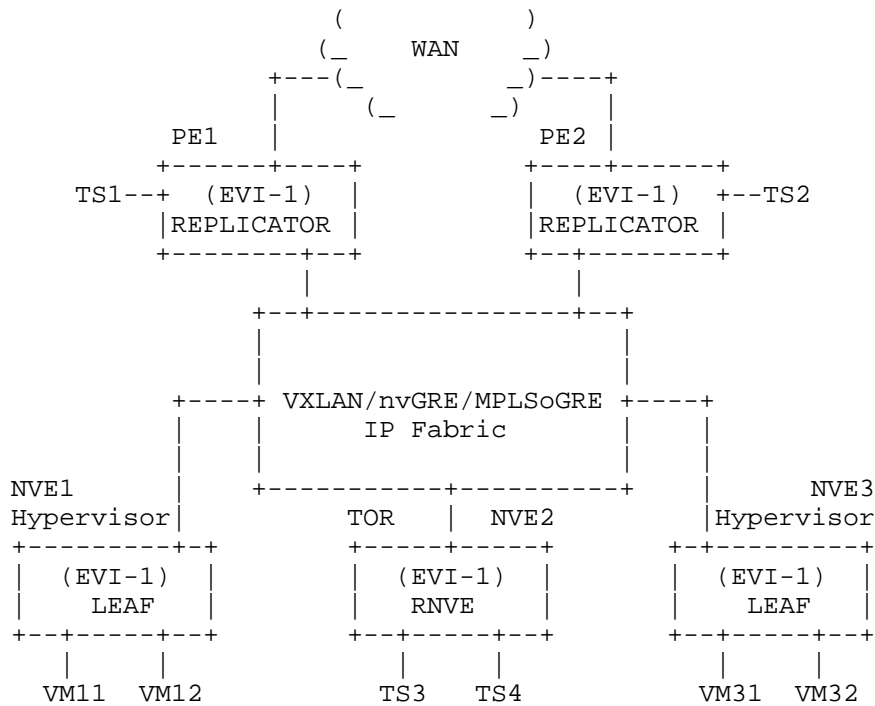 WAN
PE1 PE2
TS1 (EVI-1) (EVI-1) TS2
REPLICATOR REPLICATOR
VXLAN/nvGRE/MPLSoGRE
IP Fabric
NVE1 NVE3
Hypervisor TOR NVE2 Hypervisor
(EVI-1) (EVI-1) (EVI-1)
LEAF RNVE LEAF
VM11 VM12 TS3 TS4 VM31 VM32